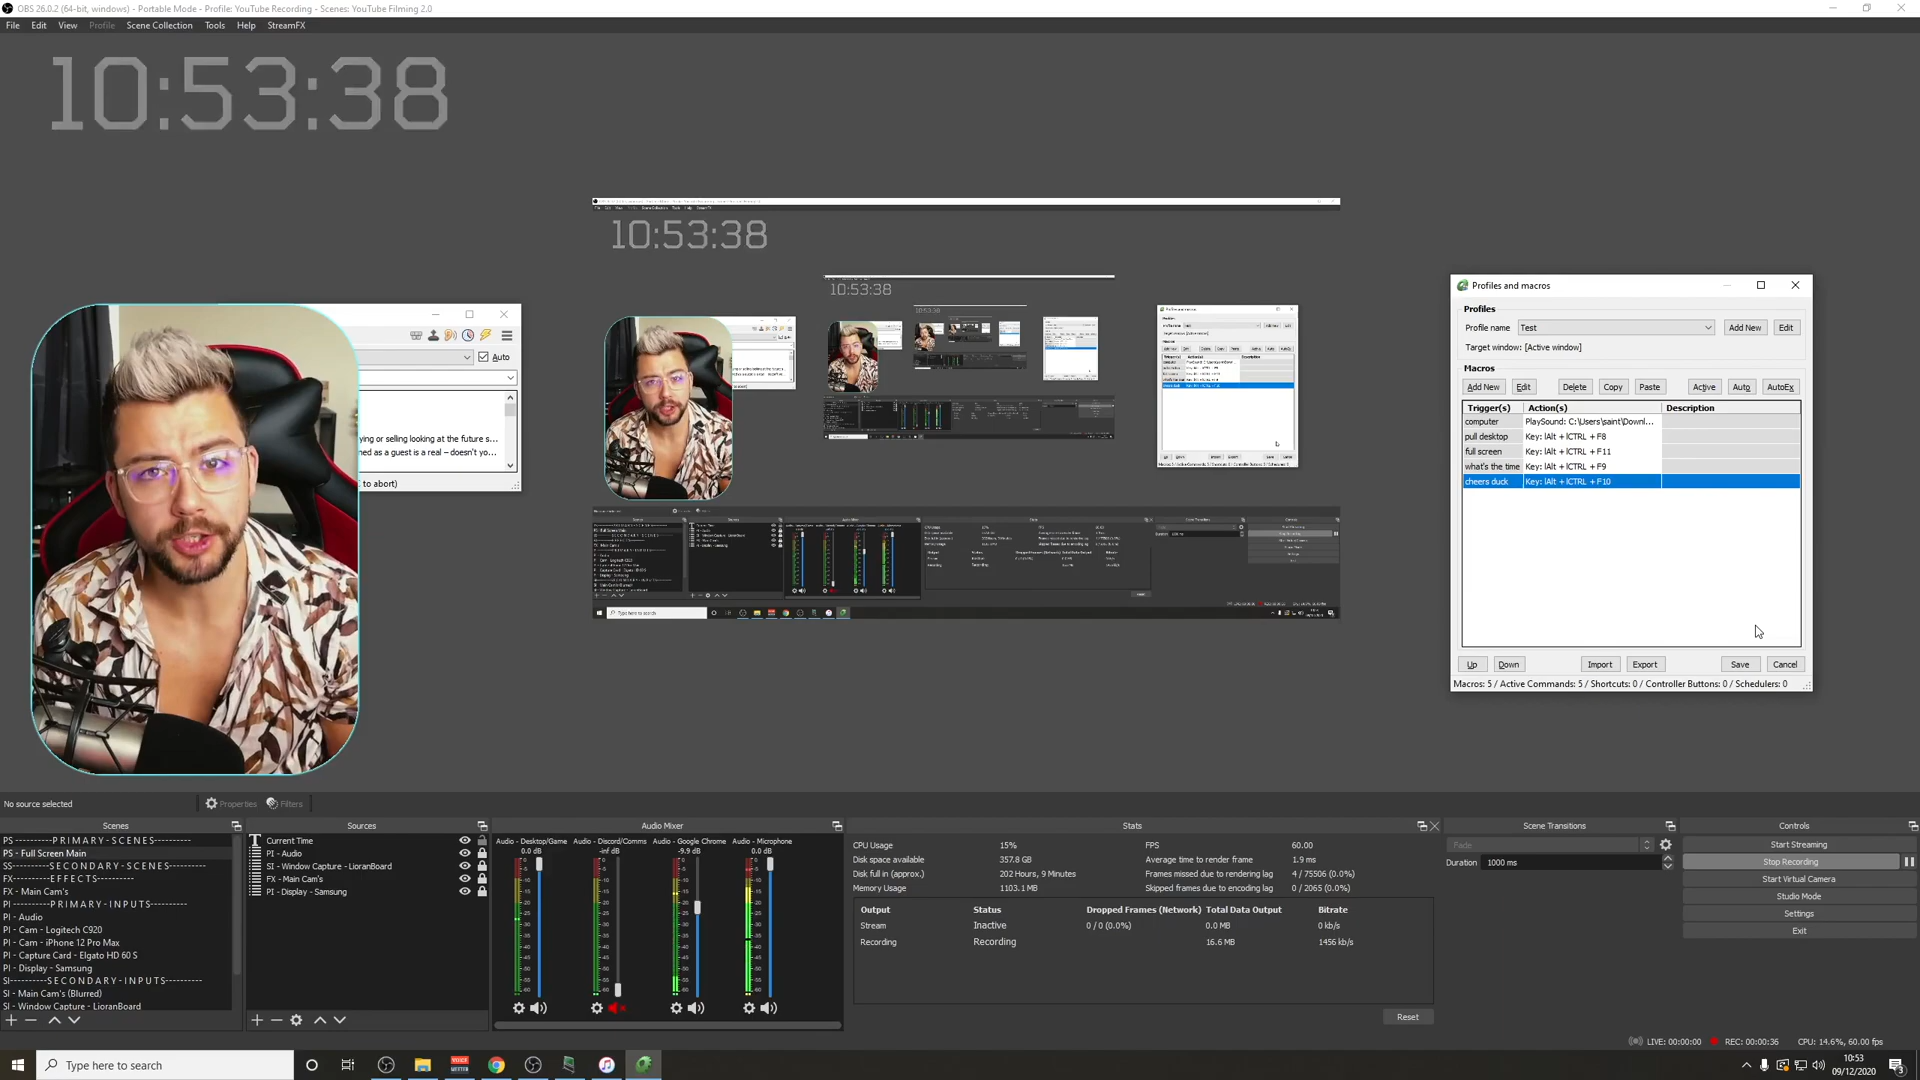 OBS 26.0.2 (64-bit, windows) - Portable Mode - Profile: YouTube Recording - Scenes: YouTube Filming 2.0
File Edit View Profile Scene Collection Tools Help StreamFX
10:53:38
10:53:38
10:53:38
Auto
ying or selling looking at the future s...
ned as a guest is a real – doesn't yo...
to abort)
Profiles and macros
Profiles
Profile name Test Add New Edit
Target window: [Active window]
Macros
Add New Edit Delete Copy Paste Active Auto AutoEx
Trigger(s) Action(s) Description
computer PlaySound: C:\Users\saint\Downl...
pull desktop Key: lAlt + lCTRL + F8
full screen Key: lAlt + lCTRL + F11
what's the time Key: lAlt + lCTRL + F9
cheers duck Key: lAlt + lCTRL + F10
Up Down Import Export Save Cancel
Macros: 5 / Active Commands: 5 / Shortcuts: 0 / Controller Buttons: 0 / Schedulers: 0
No source selected Properties Filters
Scenes
PS ----------PRIMARY-SCENES----------
PS - Full Screen Main
SS----------SECONDARY-SCENES----------
FX----------EFFECTS----------
FX - Main Cam's
PI ----------PRIMARY-INPUTS----------
PI - Audio
PI - Cam - Logitech C920
PI - Cam - iPhone 12 Pro Max
PI - Capture Card - Elgato HD 60 S
PI - Display - Samsung
SI----------SECONDARY-INPUTS----------
SI - Main Cam's (Blurred)
SI - Window Capture - LioranBoard
Sources
Current Time
PI - Audio
SI - Window Capture - LioranBoard
FX - Main Cam's
PI - Display - Samsung
Audio Mixer
Audio - Desktop/Game Audio - Discord/Comms Audio - Google Chrome Audio - Microphone
0.0 dB -inf dB -9.9 dB 0.0 dB
Stats
CPU Usage 15% FPS 60.00
Disk space available 357.8 GB Average time to render frame 1.9 ms
Disk full in (approx.) 202 Hours, 9 Minutes Frames missed due to rendering lag 4 / 75506 (0.0%)
Memory Usage 1103.1 MB Skipped frames due to encoding lag 0 / 2065 (0.0%)
Output Status Dropped Frames (Network) Total Data Output Bitrate
Stream Inactive 0 / 0 (0.0%) 0.0 MB 0 kb/s
Recording Recording 16.6 MB 1456 kb/s
Reset
Scene Transitions
Fade
Duration 1000 ms
Controls
Start Streaming
Stop Recording
Start Virtual Camera
Studio Mode
Settings
Exit
LIVE: 00:00:00 REC: 00:00:36 CPU: 14.6%, 60.00 fps
Type here to search
10:53
09/12/2020